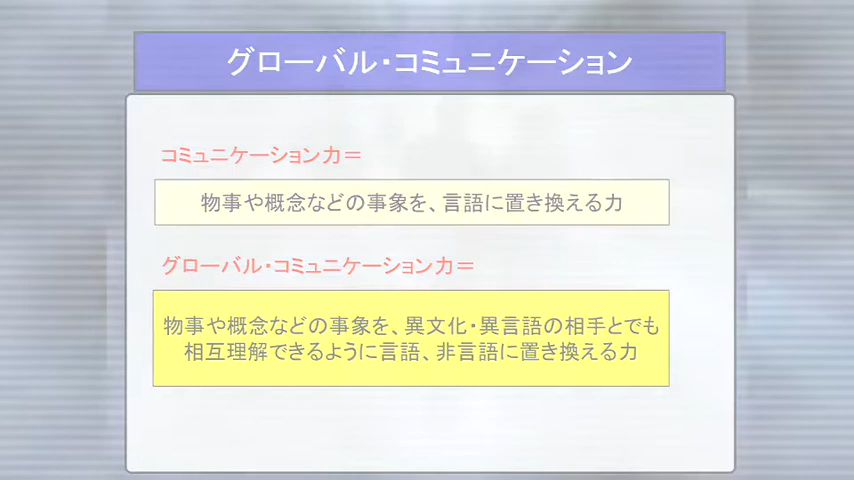 グローバル・コミュニケーション
コミュニケーション力＝
物事や概念などの事象を、言語に置き換える力
グローバル・コミュニケーション力＝
物事や概念などの事象を、異文化・異言語の相手とでも
相互理解できるように言語、非言語に置き換える力